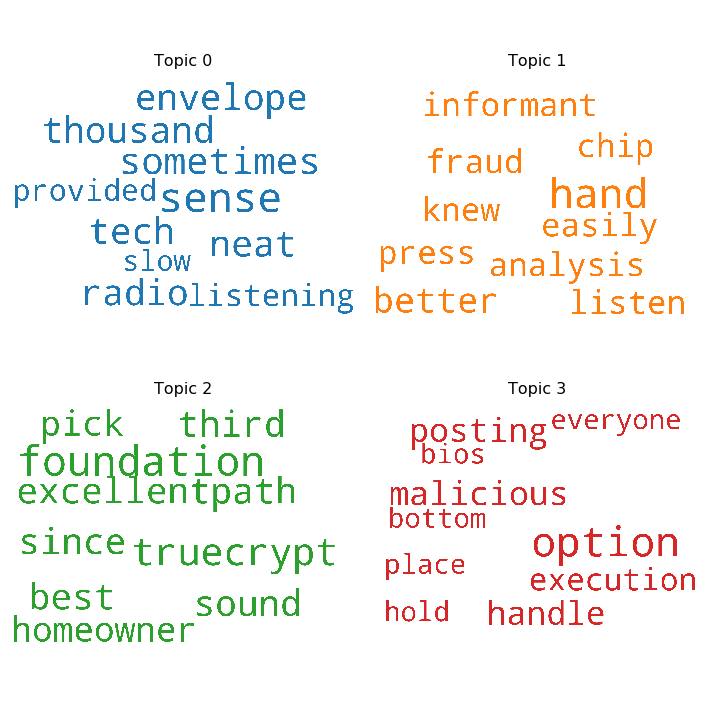 Topic 0
envelope
thousand
sometimes
provided sense
tech neat
slow
radio listening
Topic 1
informant
chip
fraud
hand
knew
easily
press
analysis
better listen
Topic 2
pick third
foundation
excellent path
since
truecrypt
best
sound
homeowner
Topic 3
everyone
posting
bios
malicious
bottom
option
place
execution
hold handle